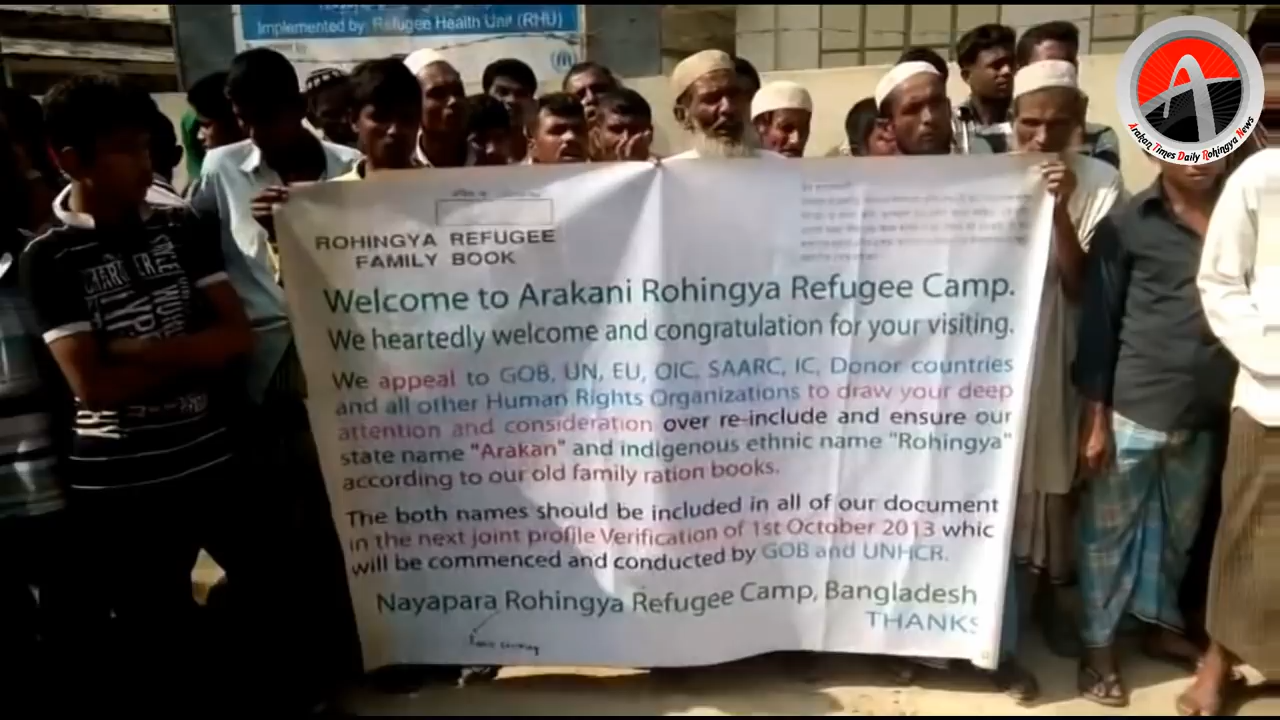 Implemented by: Refugee Health Unit (RHU)
Arakan Times Daily Rohingya News
ROHINGYA REFUGEE
FAMILY BOOK
Welcome to Arakani Rohingya Refugee Camp.
We heartedly welcome and congratulation for your visiting.
We appeal to GOB, UN, EU, OIC, SAARC, IC, Donor countries
and all other Human Rights Organizations to draw your deep
attention and consideration over re-include and ensure our
state name "Arakan" and indigenous ethnic name "Rohingya"
according to our old family ration books.
The both names should be included in all of our document
in the next joint profile Verification of 1st October 2013 whic
will be commenced and conducted by GOB and UNHCR.
Nayapara Rohingya Refugee Camp, Bangladesh
THANKS